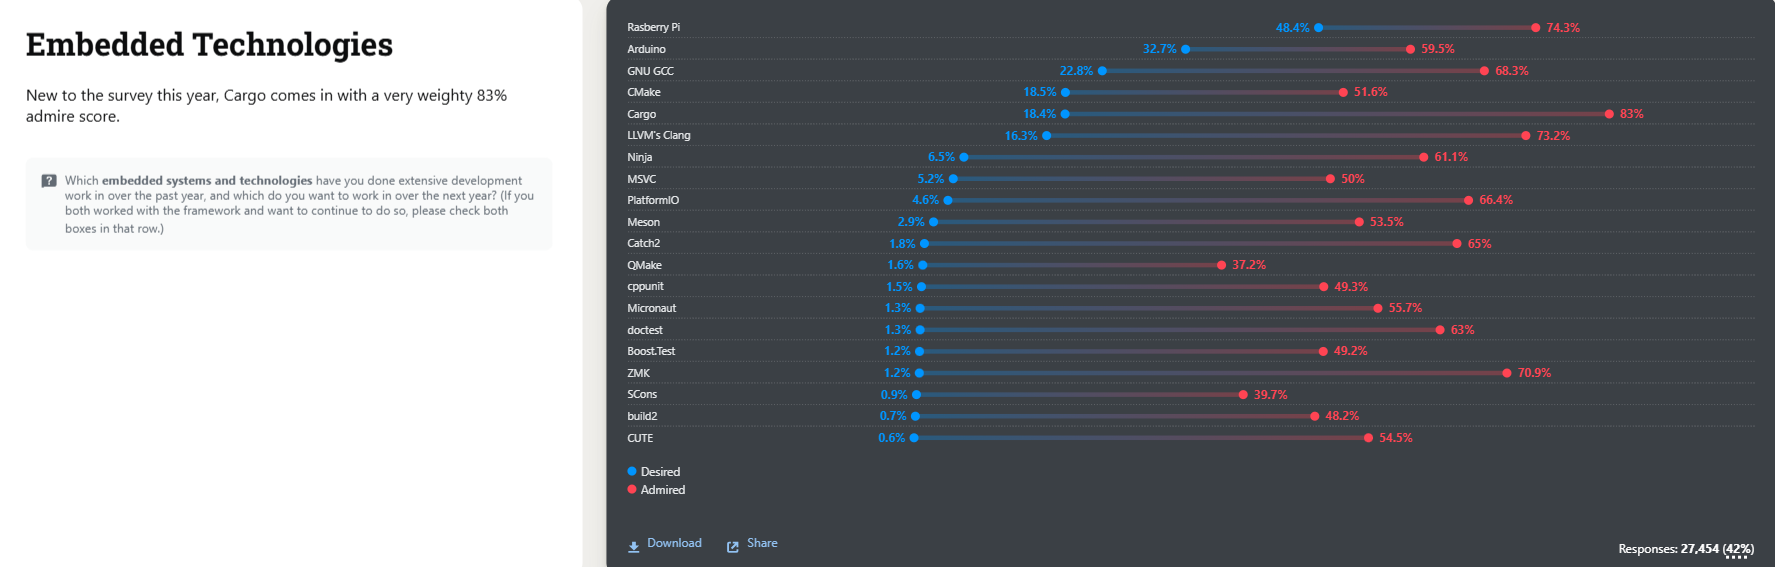 Embedded Technologies
New to the survey this year, Cargo comes in with a very weighty 83%
admire score.
Which embedded systems and technologies have you done extensive development
work in over the past year, and which do you want to work in over the next year? (If you
both worked with the framework and want to continue to do so, please check both
boxes in that row.)
Rasberry Pi 48.4% 74.3%
Arduino 32.7% 59.5%
GNU GCC 22.8% 68.3%
CMake 18.5% 51.6%
Cargo 18.4% 83%
LLVM's Clang 16.3% 73.2%
Ninja 6.5% 61.1%
MSVC 5.2% 50%
PlatformIO 4.6% 66.4%
Meson 2.9% 53.5%
Catch2 1.8% 65%
QMake 1.6% 37.2%
cppunit 1.5% 49.3%
Micronaut 1.3% 55.7%
doctest 1.3% 63%
Boost.Test 1.2% 49.2%
ZMK 1.2% 70.9%
SCons 0.9% 39.7%
build2 0.7% 48.2%
CUTE 0.6% 54.5%
Desired
Admired
Download Share
Responses: 27,454 (42%)